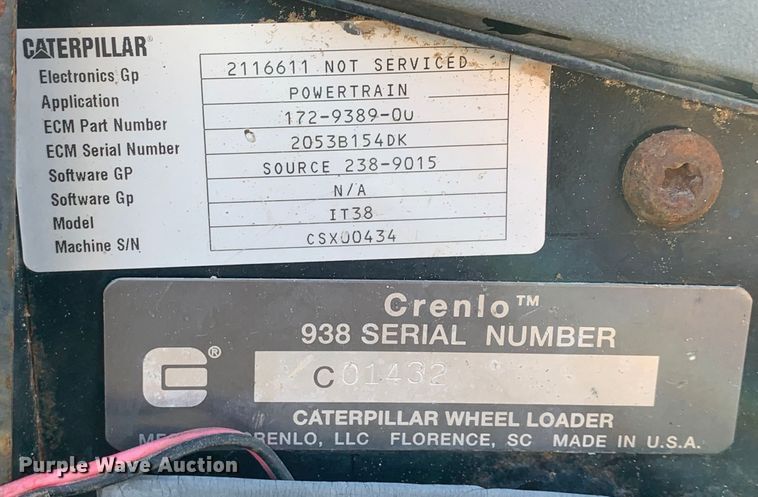 CATERPILLAR®
Electronics Gp 2116611 NOT SERVICED
Application POWERTRAIN
ECM Part Number 172-9389-00
ECM Serial Number 2053B154DK
Software GP SOURCE 238-9015
Software Gp N/A
Model IT38
Machine S/N CSX00434
Crenlo™
938 SERIAL NUMBER
C ®
C01432
CATERPILLAR WHEEL LOADER
CRENLO, LLC FLORENCE, SC MADE IN U.S.A.
Purple Wave Auction